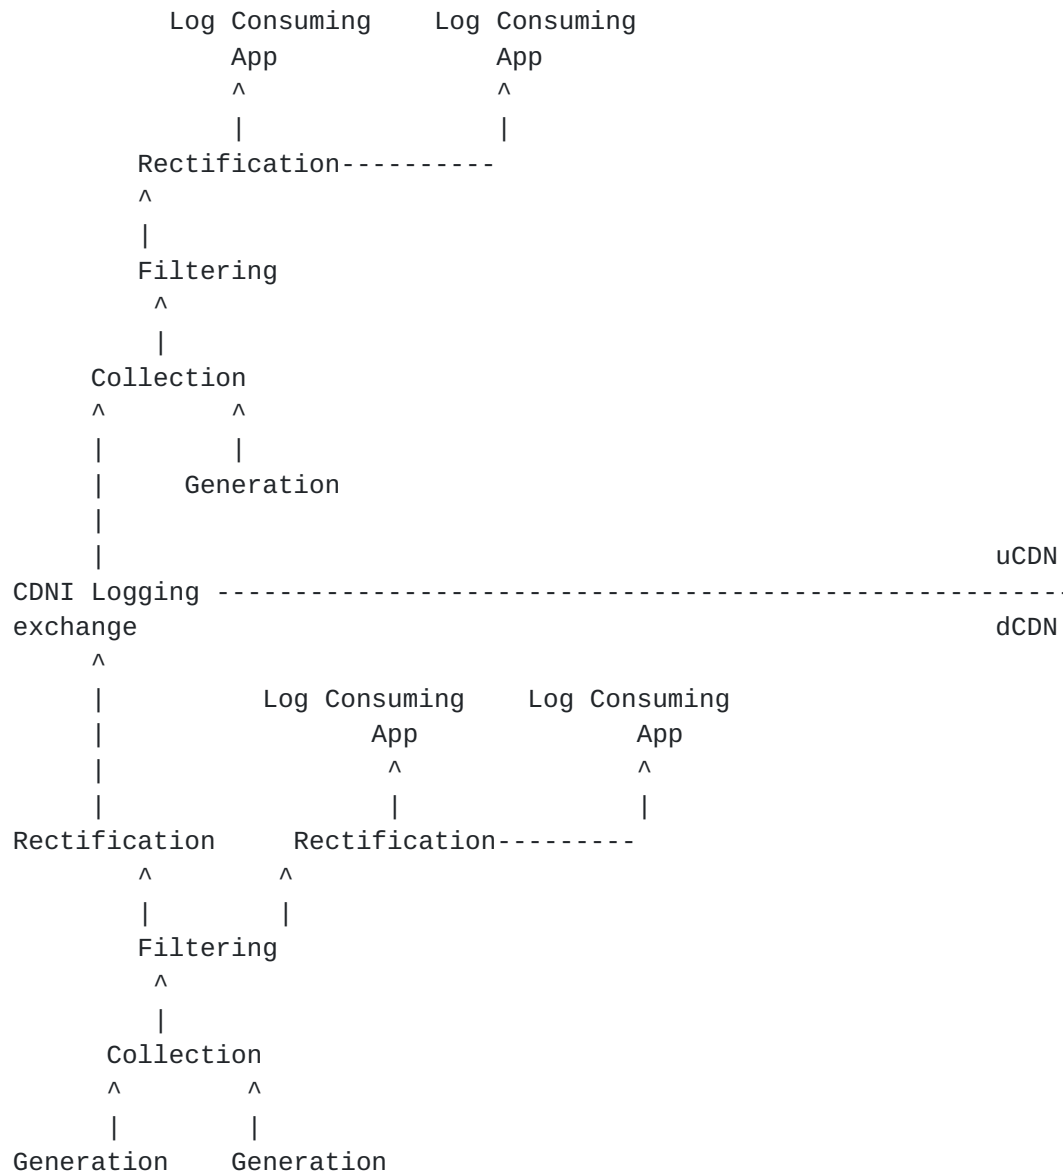 Log Consuming    Log Consuming
App              App
^                ^
|                |
Rectification----------
^
|
Filtering
^
|
Collection
^        ^
|        |
|     Generation
|
|                                                         uCDN
CDNI Logging ------------------------------------------------------
exchange                                                       dCDN
^
|          Log Consuming    Log Consuming
|                 App              App
|                  ^               ^
|                  |               |
Rectification     Rectification---------
^        ^
|        |
Filtering
^
|
Collection
^        ^
|        |
Generation    Generation